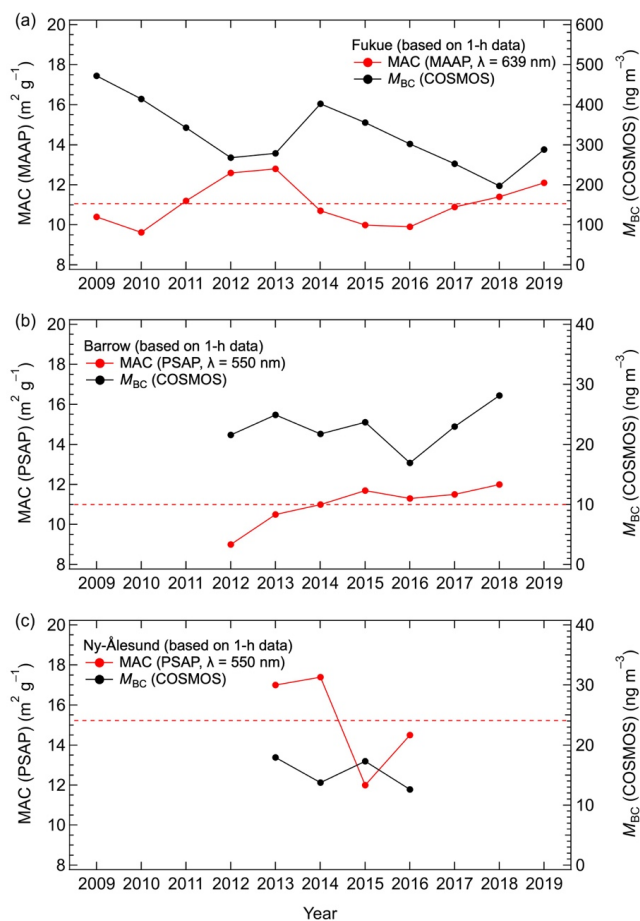 (a)
20
18
16
14
12
10
8
MAC (MAAP) (m² g⁻¹)
Fukue (based on 1-h data)
MAC (MAAP, λ = 639 nm)
M_BC (COSMOS)
600
500
400
300
200
100
0
M_BC (COSMOS) (ng m⁻³)
2009 2010 2011 2012 2013 2014 2015 2016 2017 2018 2019
(b)
20
18
16
14
12
10
8
MAC (PSAP) (m² g⁻¹)
Barrow (based on 1-h data)
MAC (PSAP, λ = 550 nm)
M_BC (COSMOS)
40
30
20
10
0
M_BC (COSMOS) (ng m⁻³)
2009 2010 2011 2012 2013 2014 2015 2016 2017 2018 2019
(c)
20
18
16
14
12
10
8
MAC (PSAP) (m² g⁻¹)
Ny-Ålesund (based on 1-h data)
MAC (PSAP, λ = 550 nm)
M_BC (COSMOS)
40
30
20
10
0
M_BC (COSMOS) (ng m⁻³)
2009 2010 2011 2012 2013 2014 2015 2016 2017 2018 2019
Year